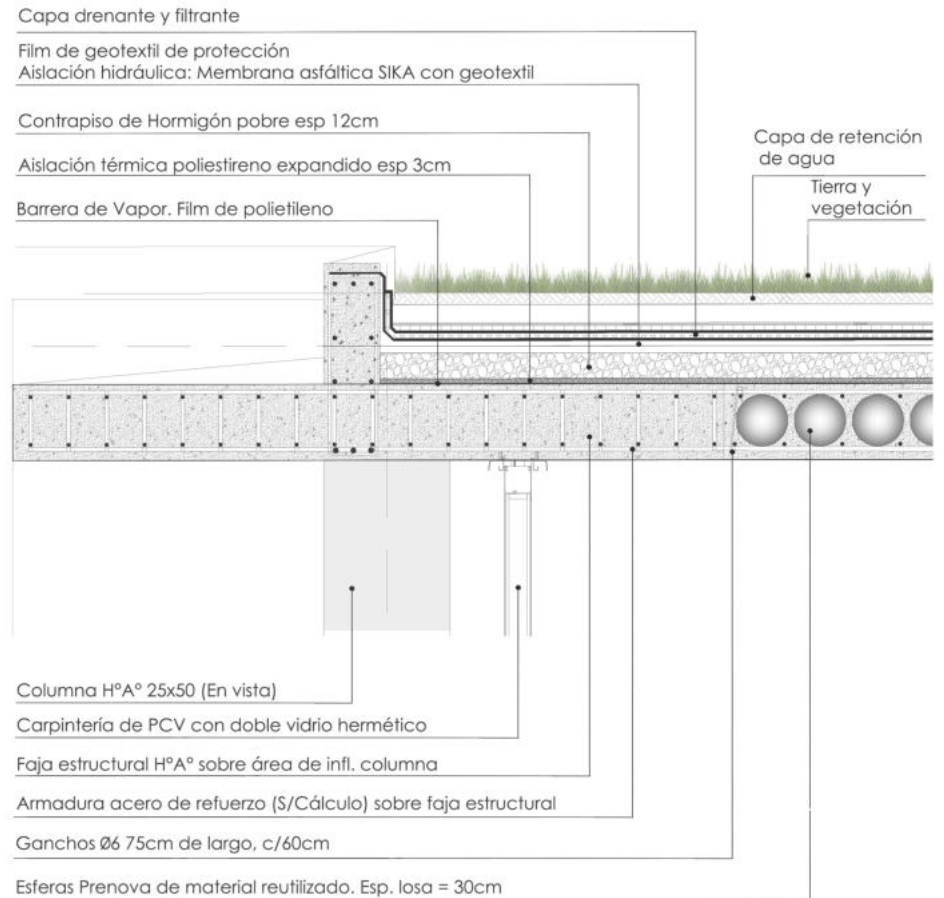 Capa drenante y filtrante
Film de geotextil de protección
Aislación hidráulica: Membrana asfáltica SIKA con geotextil
Contrapiso de Hormigón pobre esp 12cm
Aislación térmica poliestireno expandido esp 3cm
Barrera de Vapor. Film de polietileno
Capa de retención
de agua
Tierra y
vegetación
Columna H°A° 25x50 (En vista)
Carpintería de PCV con doble vidrio hermético
Faja estructural H°A° sobre área de infl. columna
Armadura acero de refuerzo (S/Cálculo) sobre faja estructural
Ganchos Ø6 75cm de largo, c/60cm
Esferas Prenova de material reutilizado. Esp. losa = 30cm